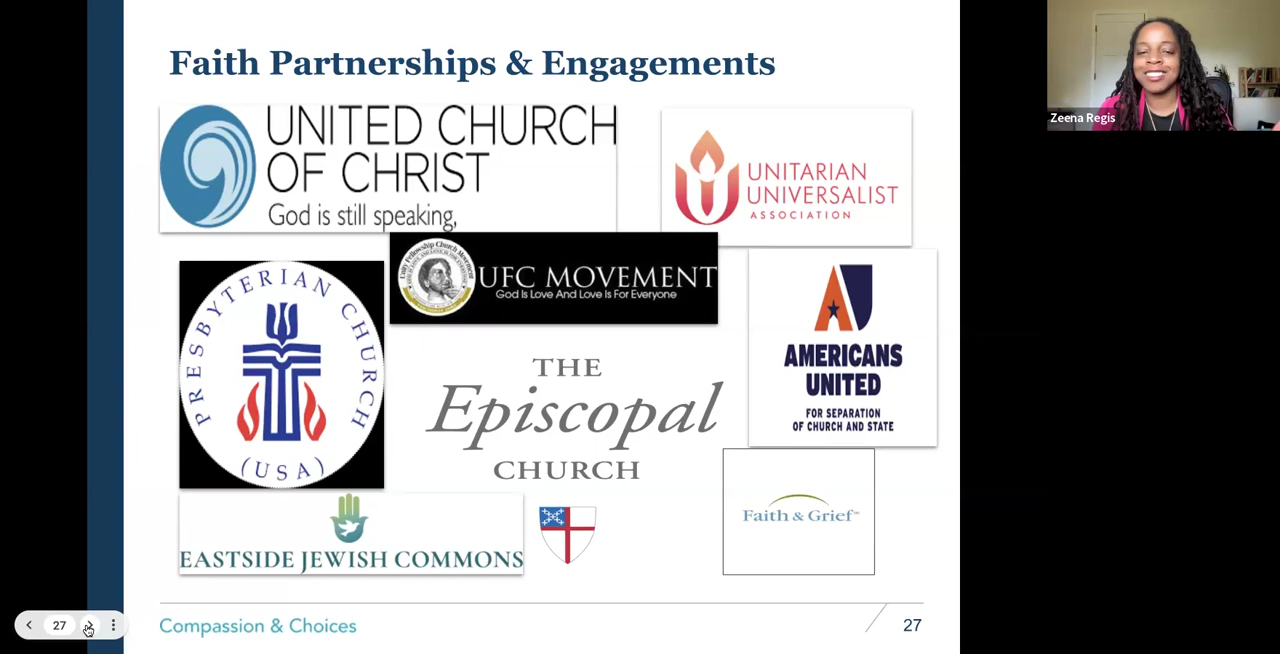 Faith Partnerships & Engagements
Zeena Regis
UNITED CHURCH
OF CHRIST
God is still speaking,
UNITARIAN
UNIVERSALIST
ASSOCIATION
UFC MOVEMENT
God Is Love And Love Is For Everyone
PRESBYTERIAN CHURCH
(USA)
THE
Episcopal
CHURCH
AMERICANS
UNITED
FOR SEPARATION
OF CHURCH AND STATE
EASTSIDE JEWISH COMMONS
Faith & Grief
27
Compassion & Choices
27